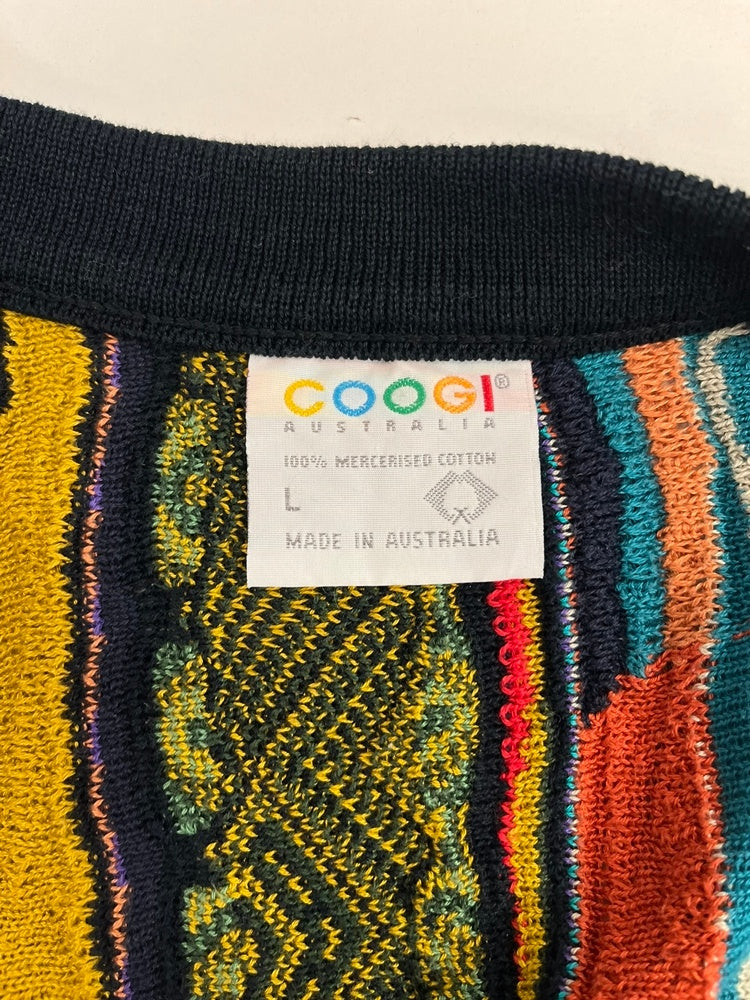 COOGI®
AUSTRALIA
100% MERCERISED COTTON
L
MADE IN AUSTRALIA